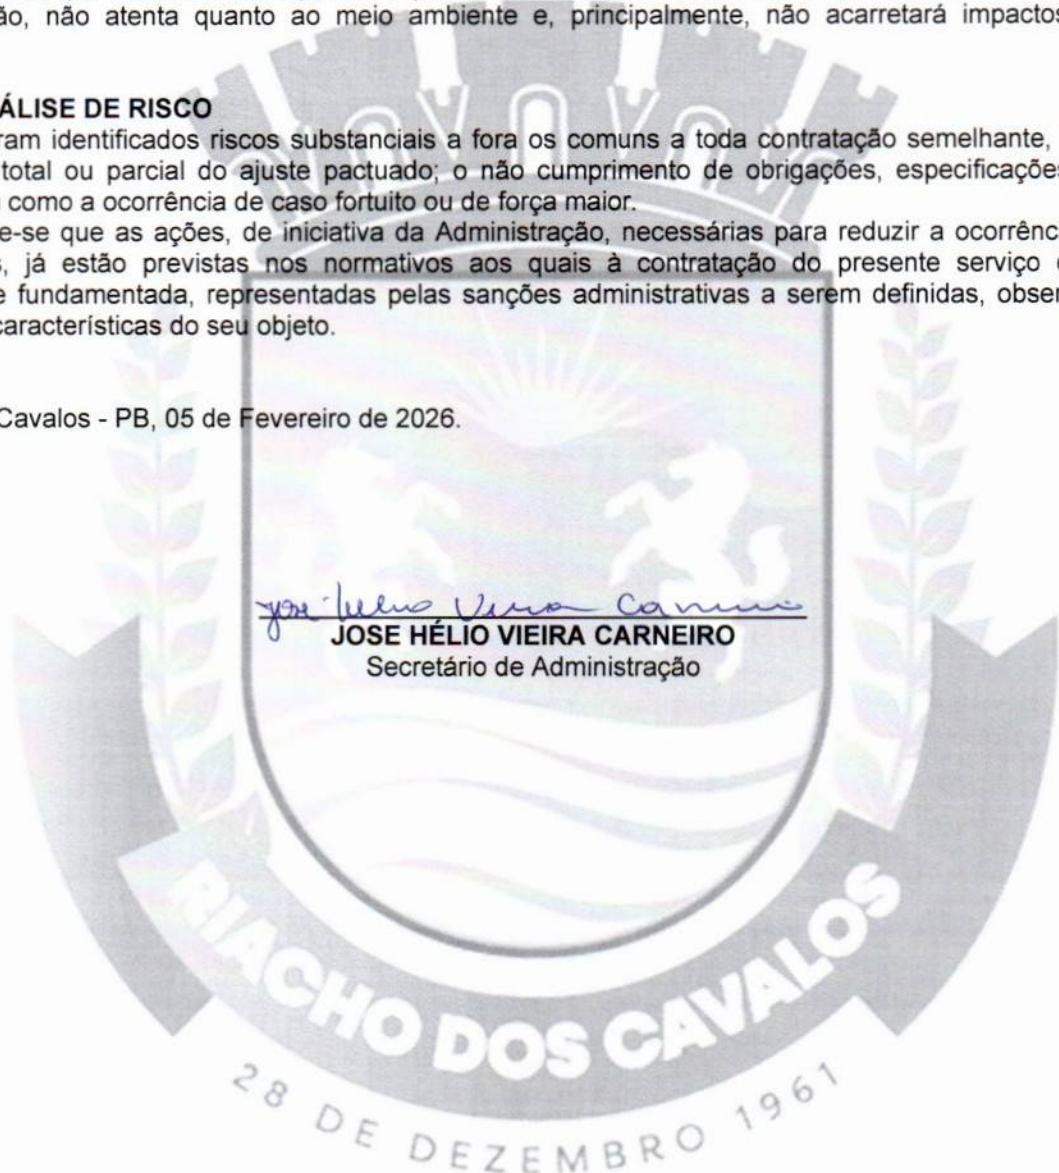 ão, não atenta quanto ao meio ambiente e, principalmente, não acarretará impactos
ÁLISE DE RISCO
ram identificados riscos substanciais a fora os comuns a toda contratação semelhante,
total ou parcial do ajuste pactuado; o não cumprimento de obrigações, especificações
como a ocorrência de caso fortuito ou de força maior.
e-se que as ações, de iniciativa da Administração, necessárias para reduzir a ocorrênci
s, já estão previstas nos normativos aos quais à contratação do presente serviço
e fundamentada, representadas pelas sanções administrativas a serem definidas, obser
características do seu objeto.
Cavalos - PB, 05 de Fevereiro de 2026.
José Hélio Vieira Carneiro
JOSE HÉLIO VIEIRA CARNEIRO
Secretário de Administração
RIACHO DOS CAVALOS
28 DE DEZEMBRO 1961